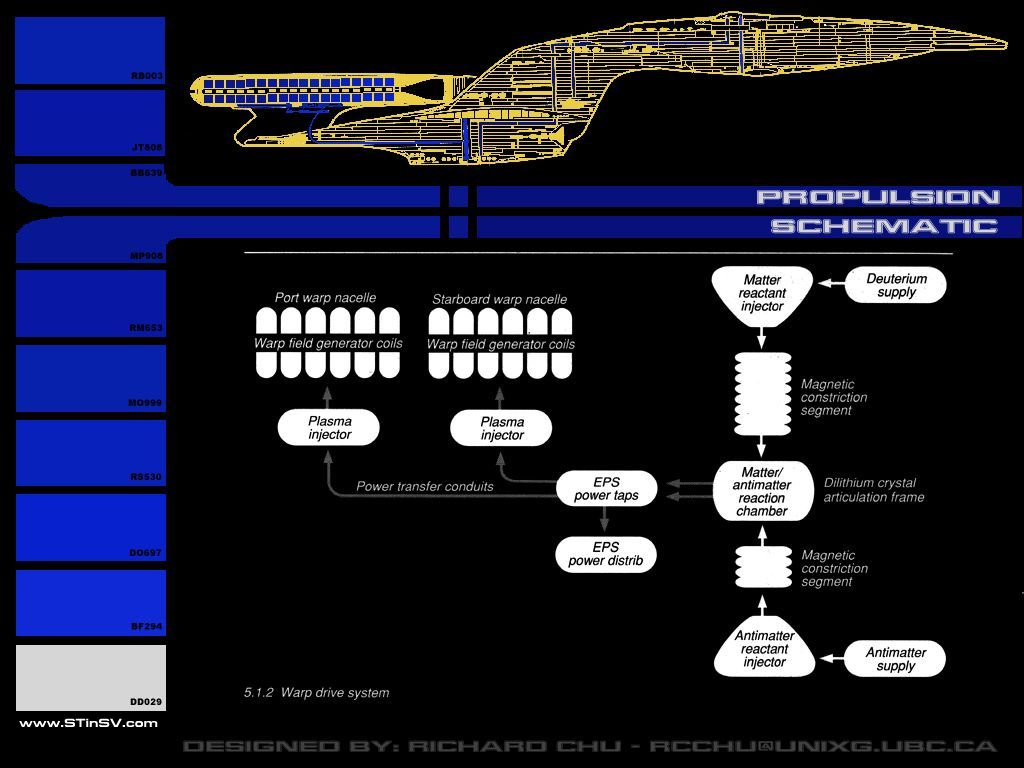 RB903
JT808
BB639
PROPULSION
SCHEMATIC
MP908
RM653
MO999
RS530
DO697
BF294
DD029
www.STinSV.com
Port warp nacelle
Warp field generator coils
Starboard warp nacelle
Warp field generator coils
Plasma
injector
Plasma
injector
Power transfer conduits
EPS
power taps
EPS
power distrib
Matter
reactant
injector
Deuterium
supply
Magnetic
constriction
segment
Matter/
antimatter
reaction
chamber
Dilithium crystal
articulation frame
Magnetic
constriction
segment
Antimatter
reactant
injector
Antimatter
supply
5.1.2 Warp drive system
DESIGNED BY: RICHARD CHU - RCCHU@UNIXG.UBC.CA